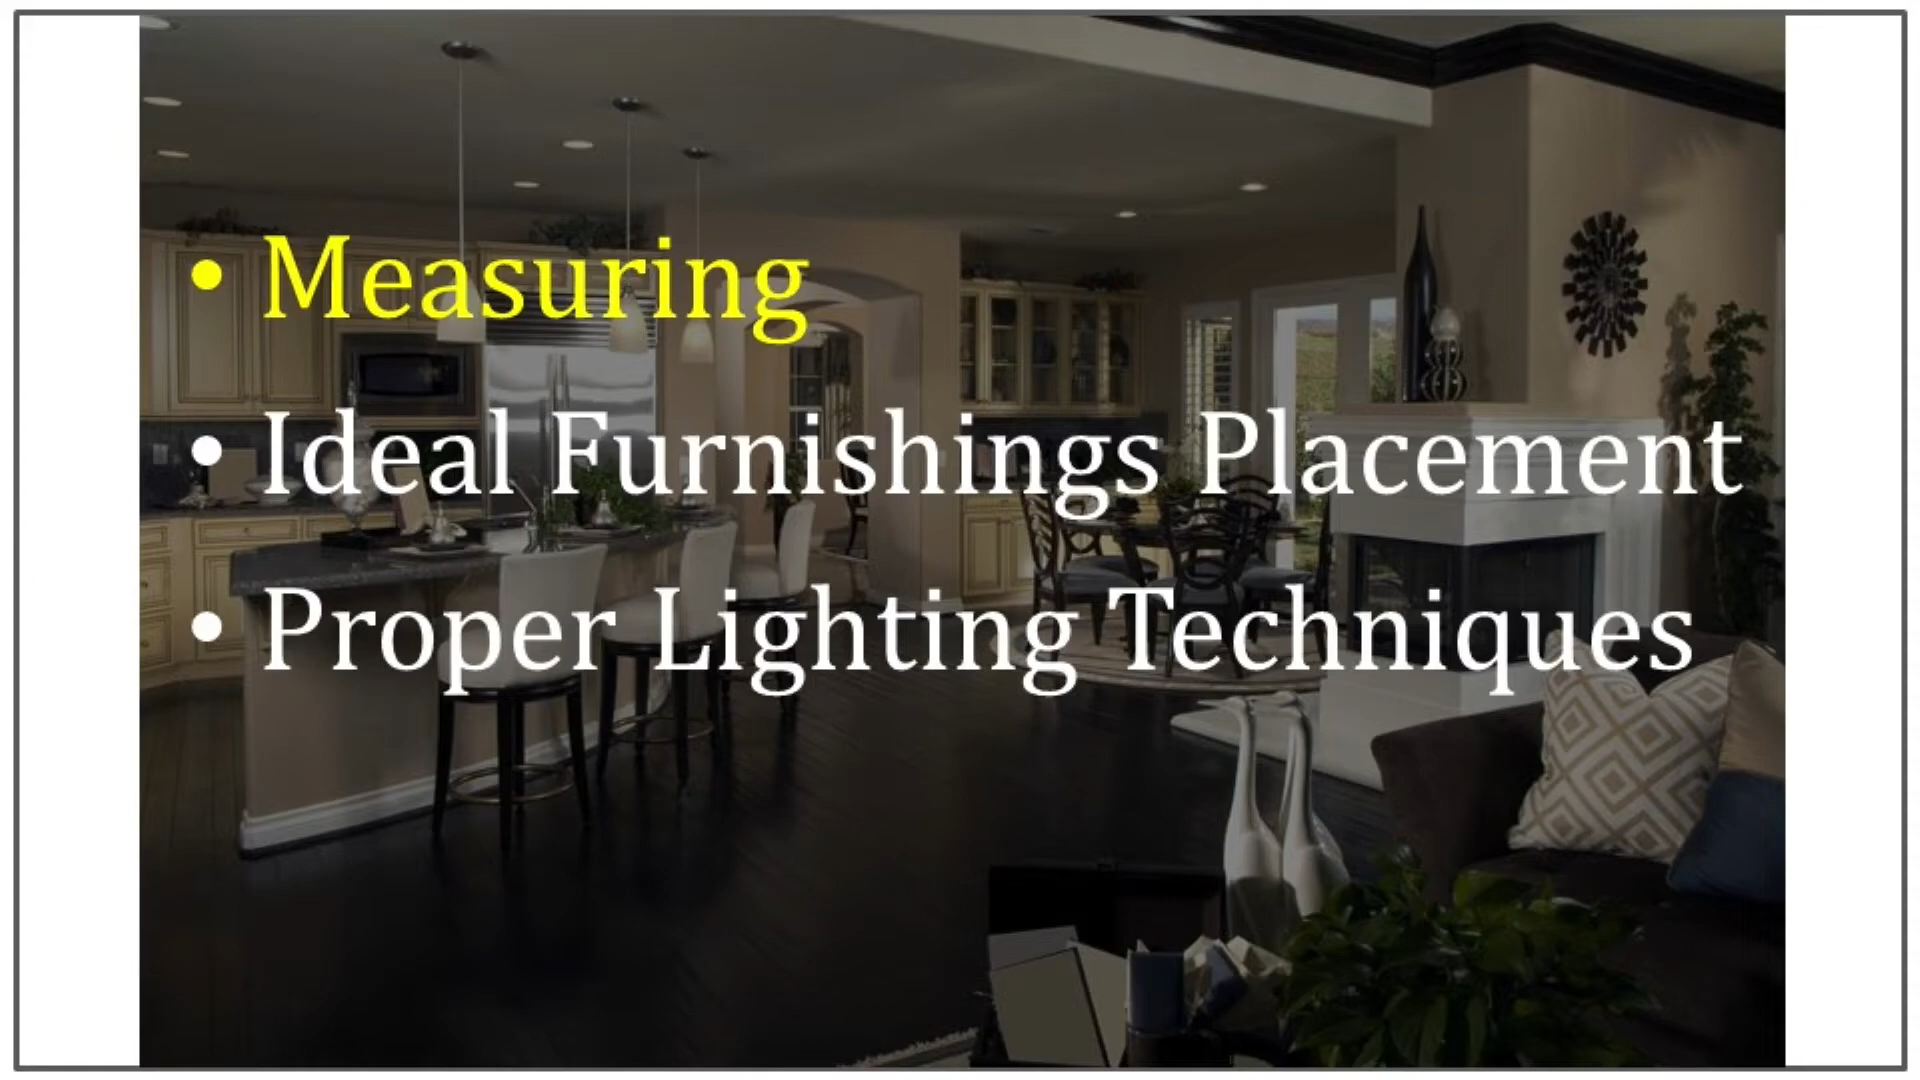 • Measuring
• Ideal Furnishings Placement
• Proper Lighting Techniques